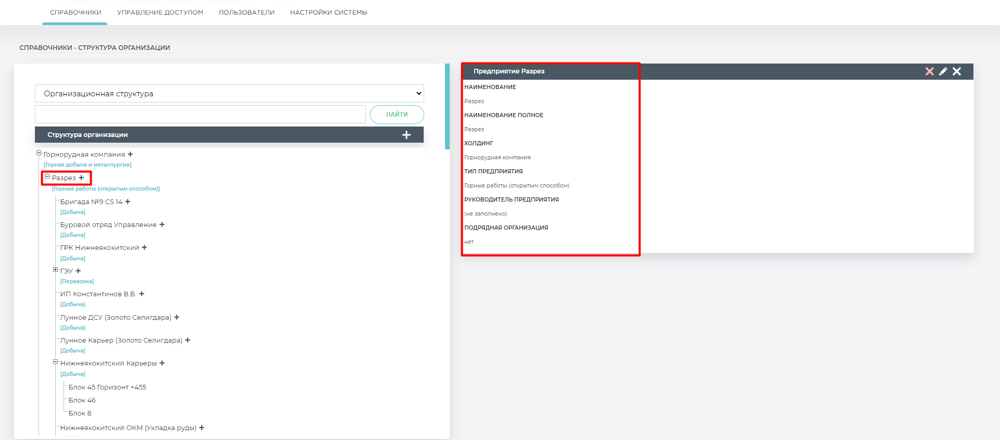 СПРАВОЧНИКИ УПРАВЛЕНИЕ ДОСТУПОМ ПОЛЬЗОВАТЕЛИ НАСТРОЙКИ СИСТЕМЫ
СПРАВОЧНИКИ - СТРУКТУРА ОРГАНИЗАЦИИ
Организационная структура
НАЙТИ
Структура организации
Горнорудная компания
[Горная добыча и металлургия]
Разрез
[Горные работы (открытым способом)]
Бригада №9 CS 14
[Добыча]
Буровой отряд Управление
[Добыча]
ГРК Нижнеякокитский
[Добыча]
ГЭУ
[Перевозка]
ИП Константинов В.В.
[Добыча]
Лунное ДСУ (Золото Селигдара)
[Добыча]
Лунное Карьер (Золото Селигдара)
[Добыча]
Нижнеякокитский Карьеры
[Добыча]
Блок 45 Горизонт +455
Блок 46
Блок 8
Нижнеякокитский ОКМ (Укладка руды)
Предприятие Разрез
НАИМЕНОВАНИЕ
Разрез
НАИМЕНОВАНИЕ ПОЛНОЕ
Разрез
ХОЛДИНГ
Горнорудная компания
ТИП ПРЕДПРИЯТИЯ
Горные работы (открытым способом)
РУКОВОДИТЕЛЬ ПРЕДПРИЯТИЯ
(не заполнено)
ПОДРЯДНАЯ ОРГАНИЗАЦИЯ
нет